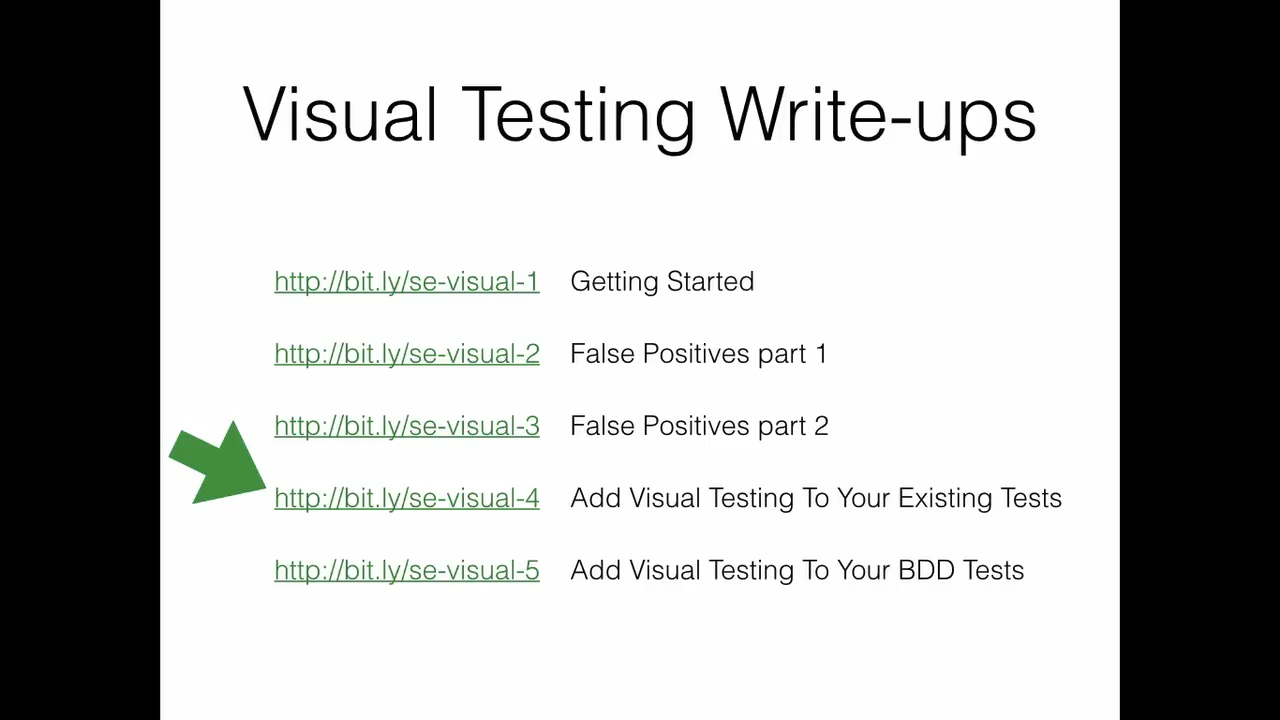 Visual Testing Write-ups
http://bit.ly/se-visual-1 Getting Started
http://bit.ly/se-visual-2 False Positives part 1
http://bit.ly/se-visual-3 False Positives part 2
http://bit.ly/se-visual-4 Add Visual Testing To Your Existing Tests
http://bit.ly/se-visual-5 Add Visual Testing To Your BDD Tests